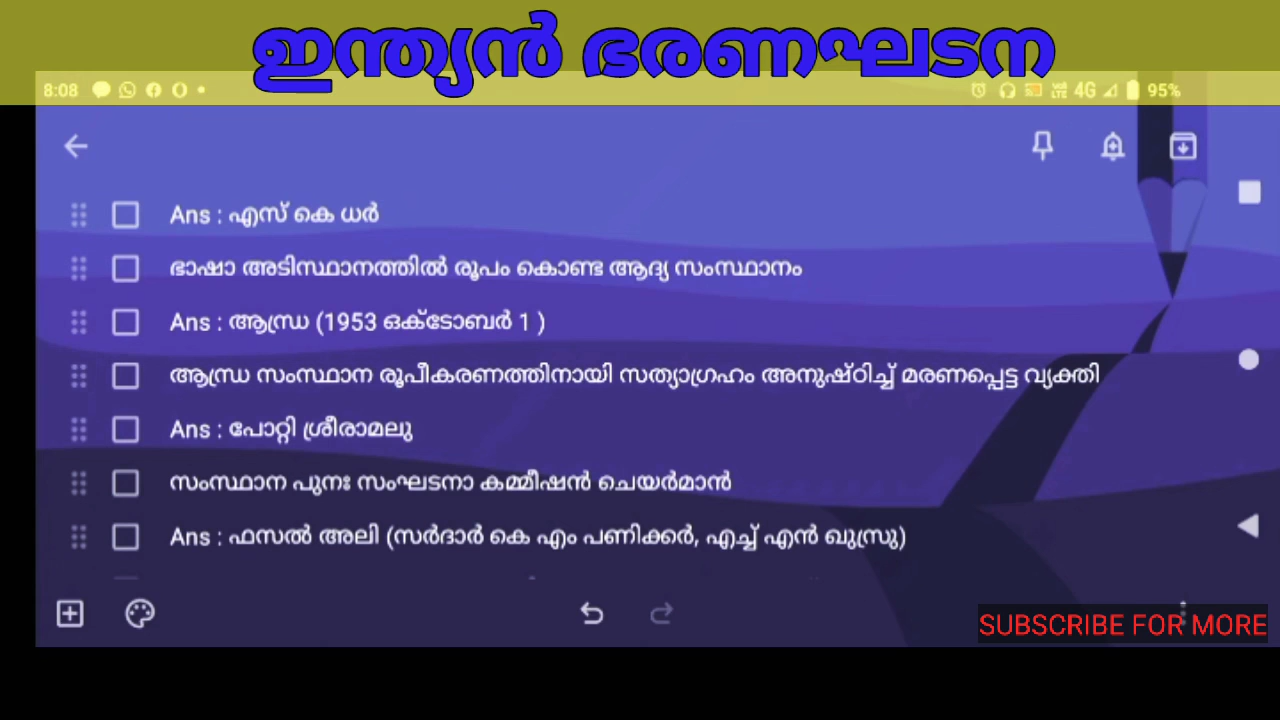 ഇന്ത്യൻ ഭരണഘടന
8:08 4G 95%
Ans : എസ് കെ ധർ
ഭാഷാ അടിസ്ഥാനത്തിൽ രൂപം കൊണ്ട ആദ്യ സംസ്ഥാനം
Ans : ആന്ധ്ര (1953 ഒക്ടോബർ 1 )
ആന്ധ്ര സംസ്ഥാന രൂപീകരണത്തിനായി സത്യാഗ്രഹം അനുഷ്ഠിച്ച് മരണപ്പെട്ട വ്യക്തി
Ans : പോറ്റി ശ്രീരാമലു
സംസ്ഥാന പുനഃ സംഘടനാ കമ്മീഷൻ ചെയർമാൻ
Ans : ഫസൽ അലി (സർദാർ കെ എം പണിക്കർ, എച്ച് എൻ ഖുസ്രു)
SUBSCRIBE FOR MORE